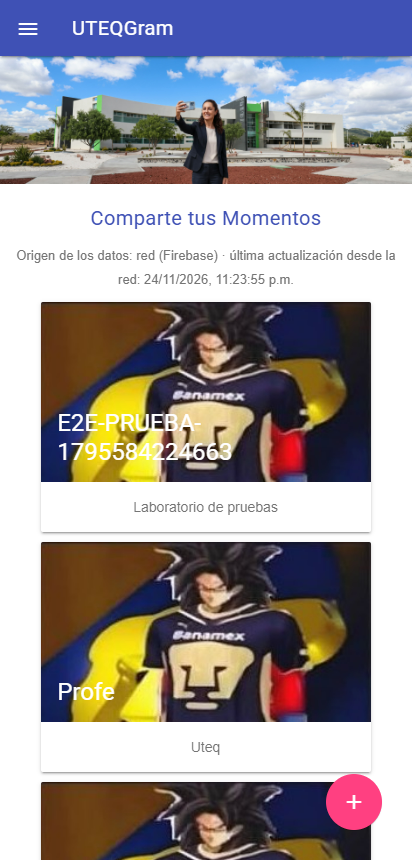 UTEQGram
Comparte tus Momentos
Origen de los datos: red (Firebase) · última actualización desde la
red: 24/11/2026, 11:23:55 p.m.
Banamex
E2E-PRUEBA-
1795584224663
Laboratorio de pruebas
Banamex
Profe
Uteq
+